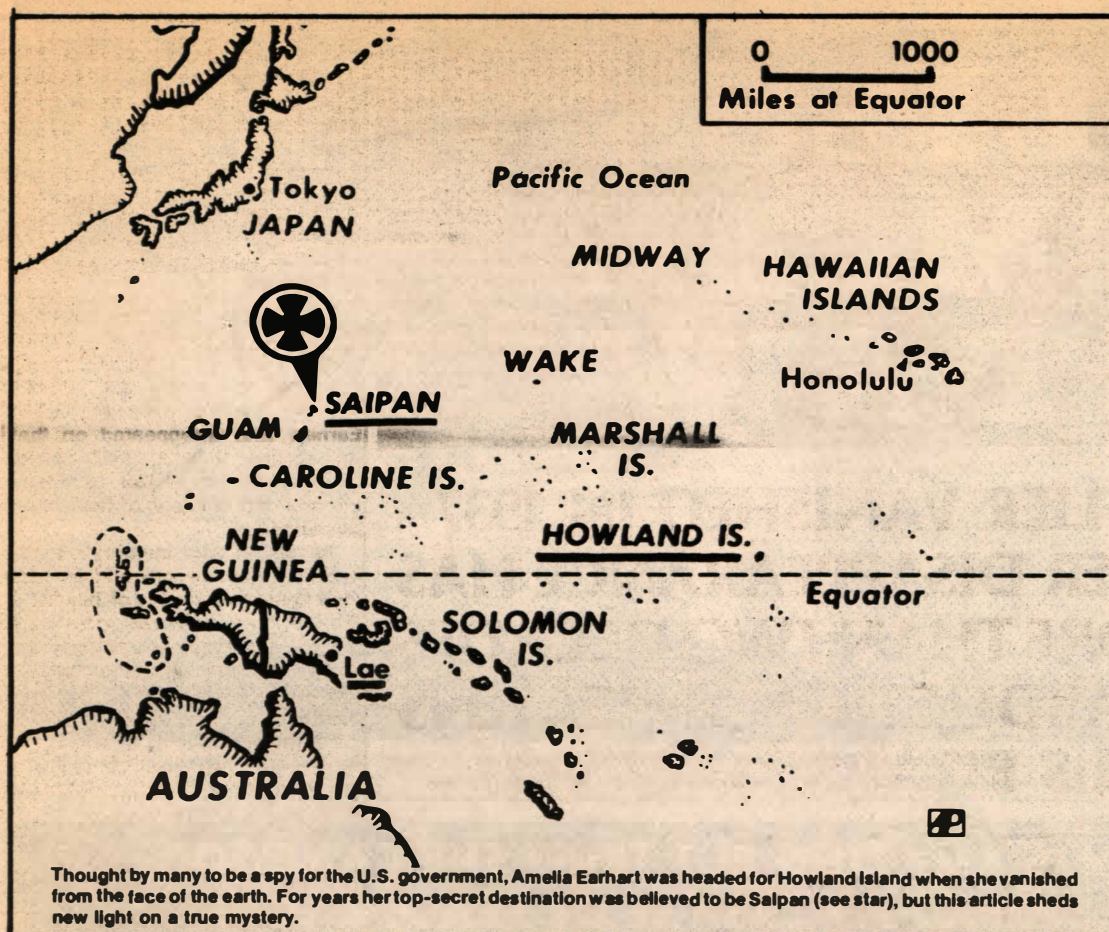 0 1000
Miles at Equator
Tokyo
JAPAN
Pacific Ocean
MIDWAY
HAWAIIAN
ISLANDS
WAKE
Honolulu
SAIPAN
GUAM
MARSHALL
IS.
CAROLINE IS.
NEW
GUINEA
HOWLAND IS.
Equator
SOLOMON
IS.
Lae
AUSTRALIA
Thought by many to be a spy for the U.S. government, Amelia Earhart was headed for Howland Island when she vanished
from the face of the earth. For years her top-secret destination was believed to be Saipan (see star), but this article sheds
new light on a true mystery.